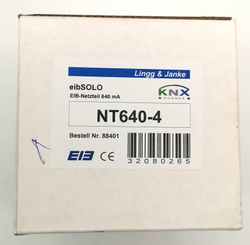 Lingg & Janke
eibSOLO
EIB-Netzteil 640 mA
KNX
NT640-4
Bestell Nr. 88401
EIB CE
32080265